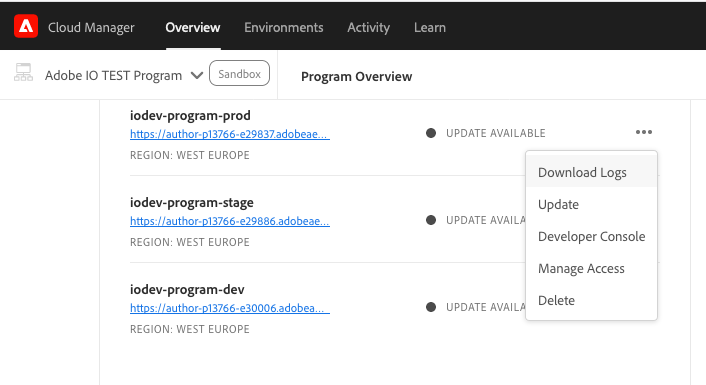 Cloud Manager Overview Environments Activity Learn
Adobe IO TEST Program Sandbox Program Overview
iodev-program-prod
https://author-p13766-e29837.adobeae... UPDATE AVAILABLE
REGION: WEST EUROPE
Download Logs
iodev-program-stage
Update
https://author-p13766-e29886.adobeae... UPDATE AVAILA
REGION: WEST EUROPE
Developer Console
Manage Access
iodev-program-dev
Delete
https://author-p13766-e30006.adobea... UPDATE AVAILA
REGION: WEST EUROPE